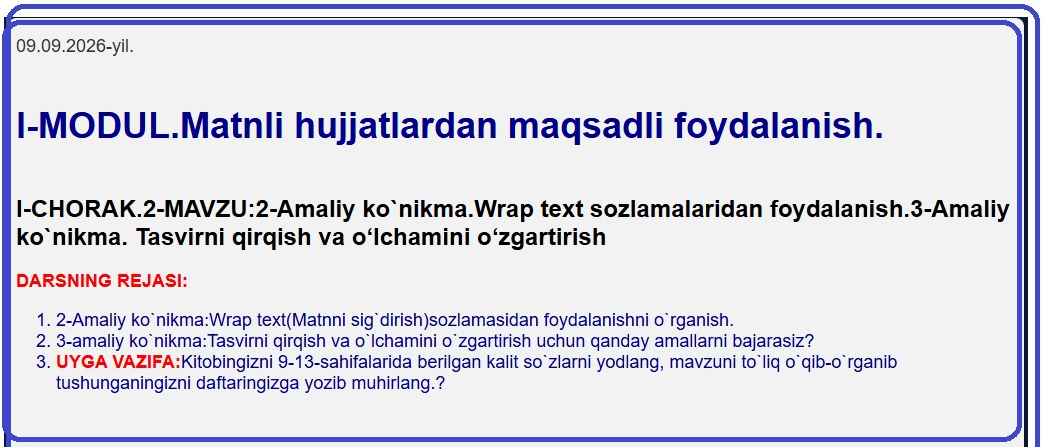 09.09.2026-yil.
I-MODUL.Matnli hujjatlardan maqsadli foydalanish.
I-CHORAK.2-MAVZU:2-Amaliy ko`nikma.Wrap text sozlamalaridan foydalanish.3-Amaliy
ko`nikma. Tasvirni qirqish va o‘lchamini o‘zgartirish
DARSNING REJASI:
1. 2-Amaliy ko`nikma:Wrap text(Matnni sig`dirish)sozlamasidan foydalanishni o`rganish.
2. 3-amaliy ko`nikma:Tasvirni qirqish va o`lchamini o`zgartirish uchun qanday amallarni bajarasiz?
3. UYGA VAZIFA:Kitobingizni 9-13-sahifalarida berilgan kalit so`zlarni yodlang, mavzuni to`liq o`qib-o`rganib
tushunganingizni daftaringizga yozib muhirlang.?